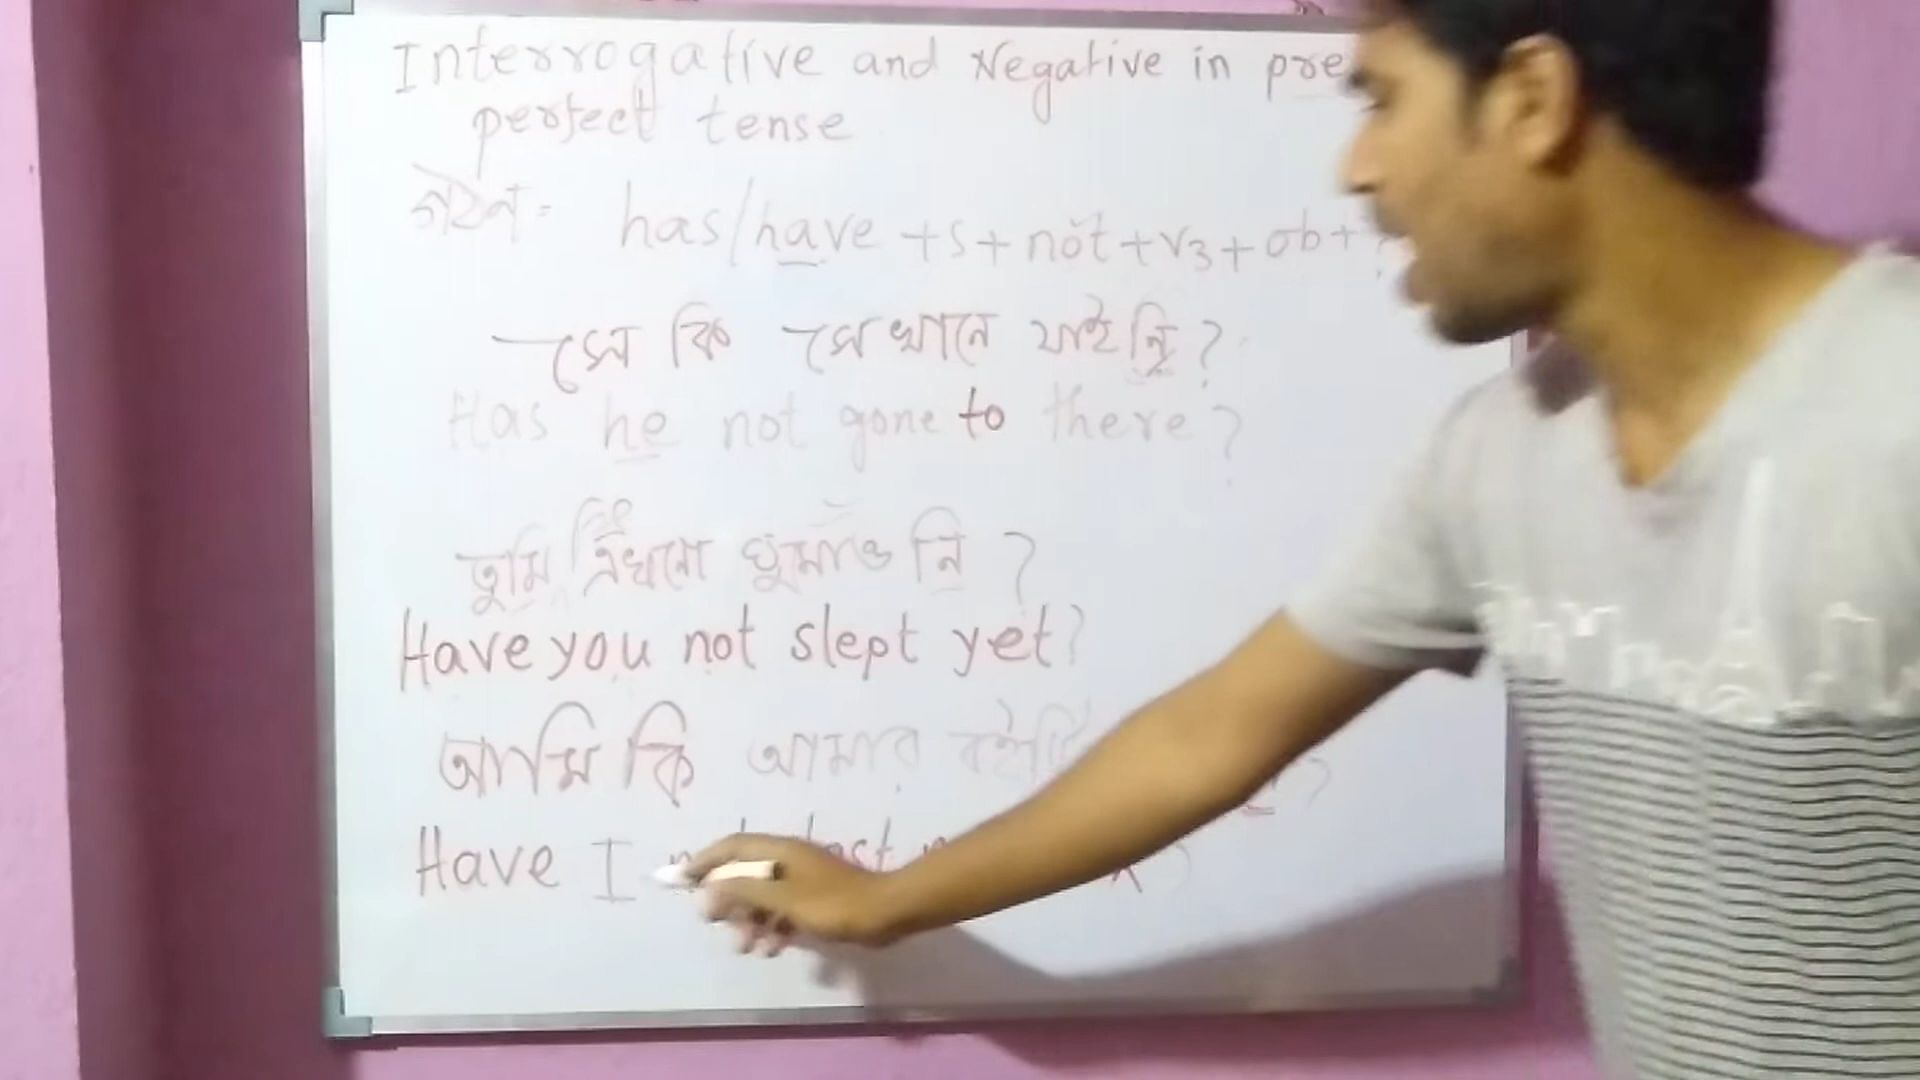 Interrogative and Negative in pre
perfect tense
গঠন = has/have + s + not + v3 + ob + ?
সে কি সেখানে যাই নি ?
Has he not gone to there ?
কি
তুমি এখনো ঘুমাও নি ?
Have you not slept yet?
আমি কি আমার বইটি ?
Have I ?